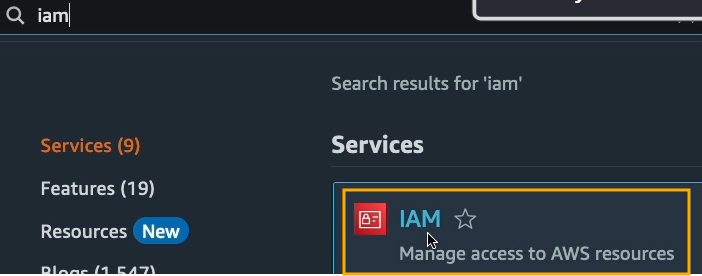 iam
Search results for 'iam'
Services (9)
Services
Features (19)
Resources New
IAM
Manage access to AWS resources
Blogs (1,547)